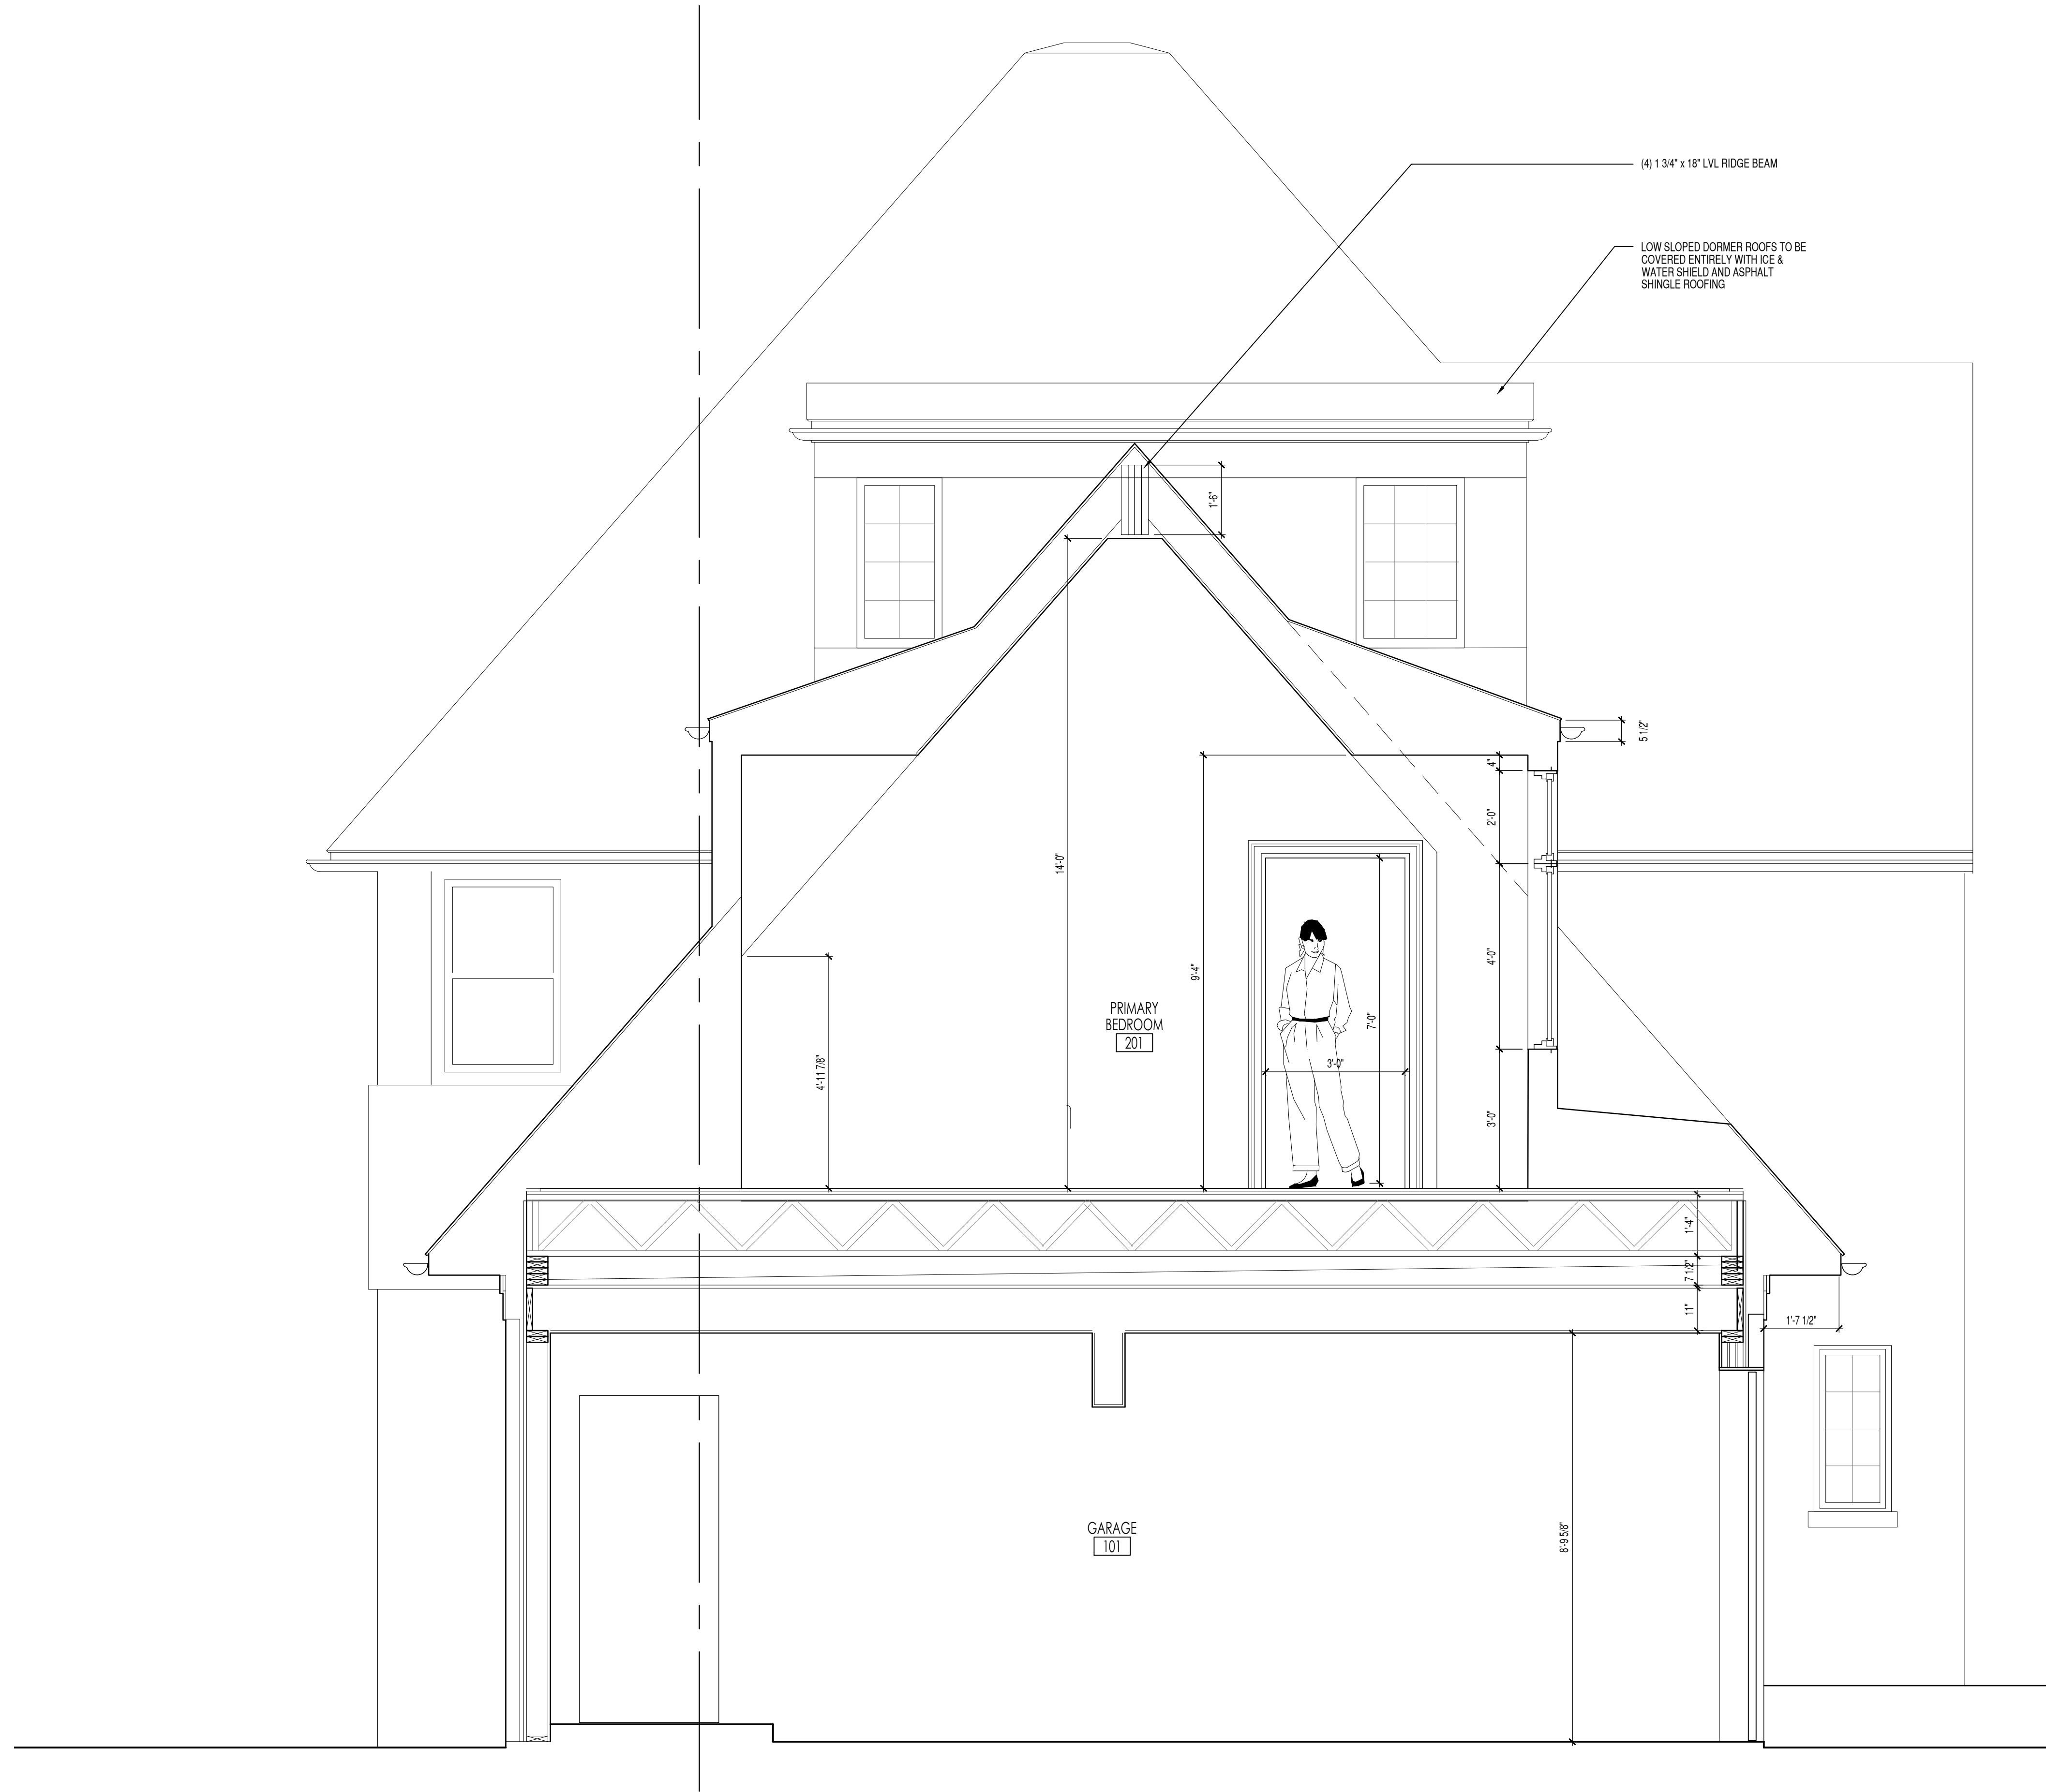 (4) 1 3/4" x 18" LVL RIDGE BEAM
LOW SLOPED DORMER ROOFS TO BE
COVERED ENTIRELY WITH ICE &
WATER SHIELD AND ASPHALT
SHINGLE ROOFING
1'-6"
5 1/2"
4"
2'-0"
14'-0"
9'-4"
4'-0"
PRIMARY
BEDROOM
201
7'-0"
3'-0"
4'-11 7/8"
3'-0"
1'-4"
7 1/2"
11"
1'-7 1/2"
GARAGE
101
8'-9 5/8"